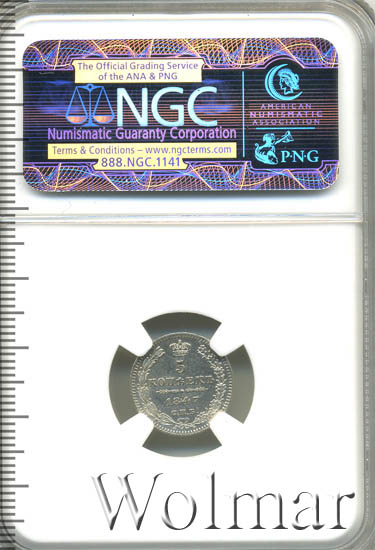 The Official Grading Service
of the ANA & PNG
NGC
Numismatic Guaranty Corporation
Terms & Conditions – www.ngcterms.com
888.NGC.1141
AMERICAN
NUMISMATIC
ASSOCIATION
P·N·G
5
КОПѢЕКЪ
1847
С.П.Б.
Wolmar